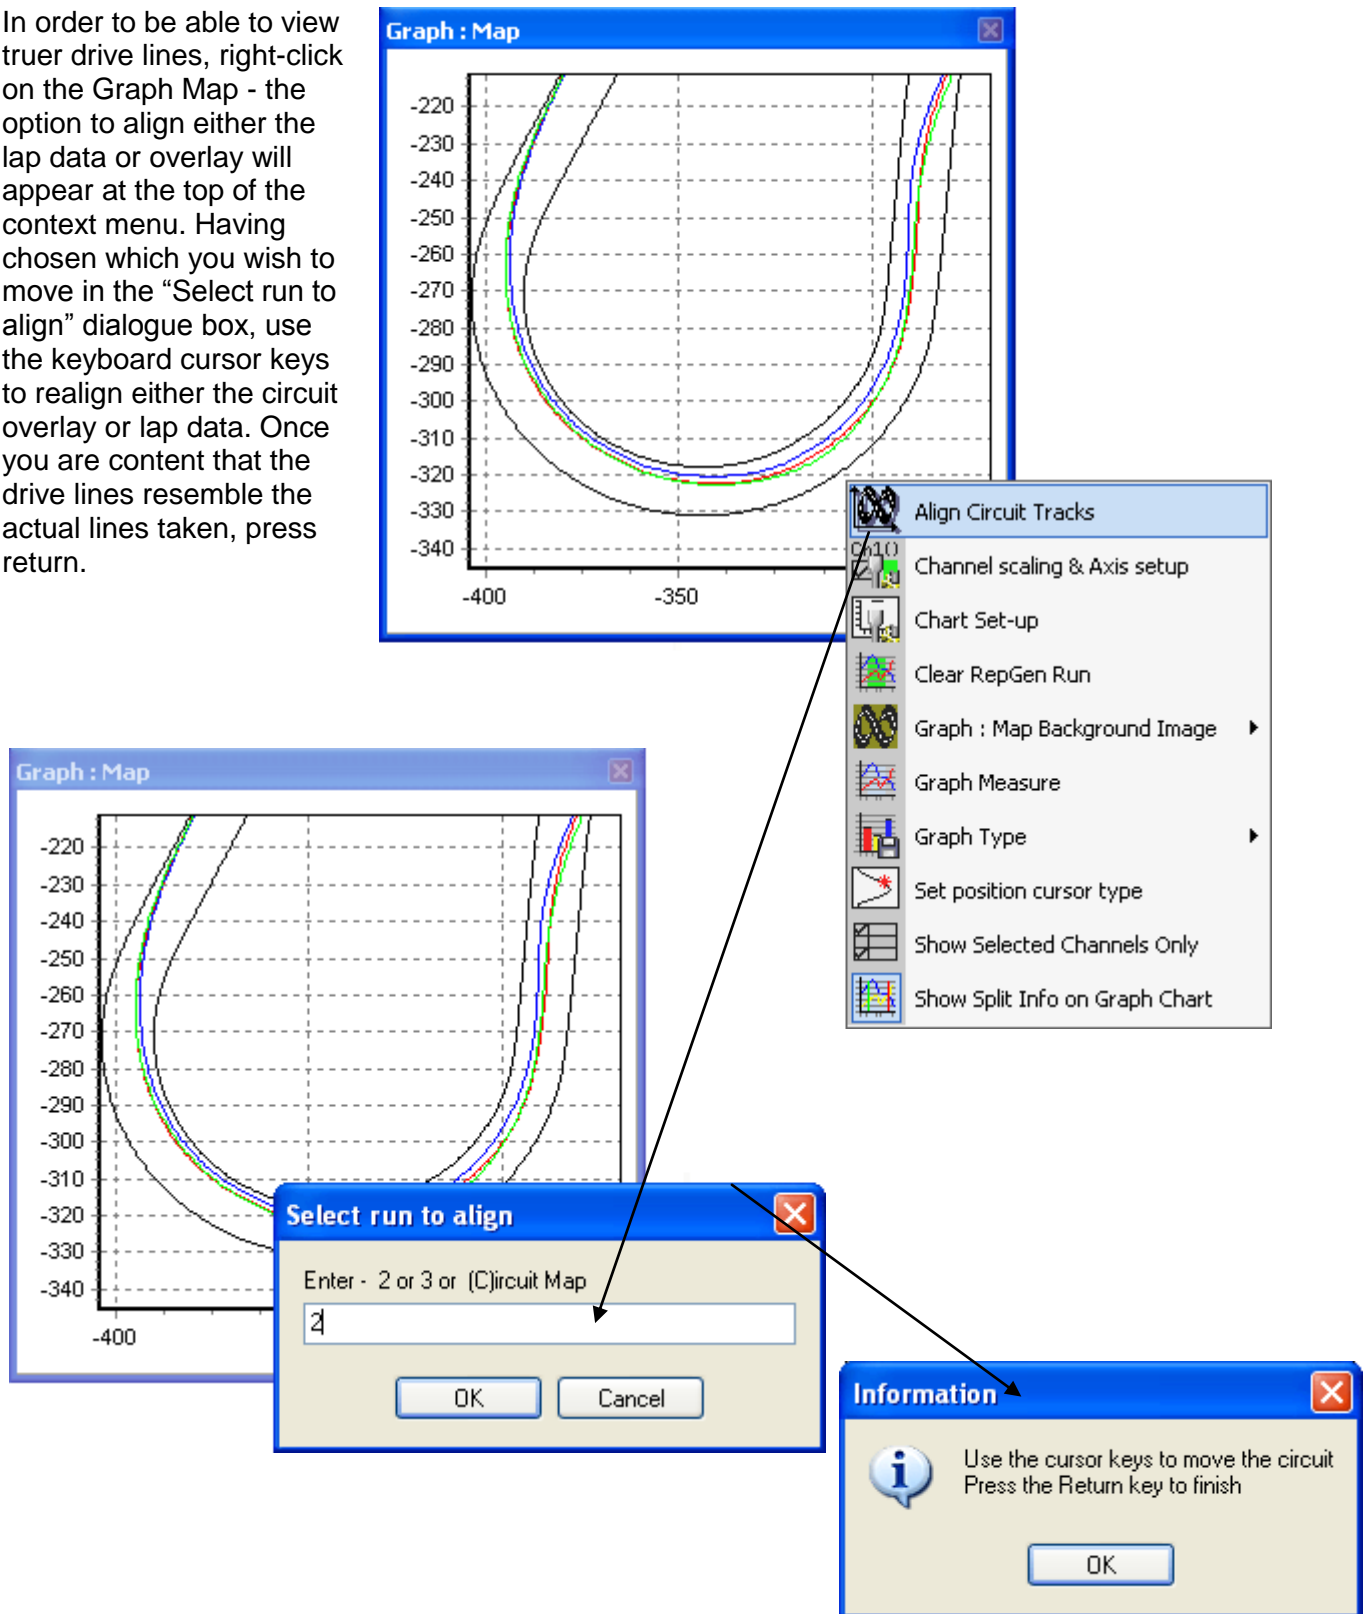 In order to be able to view
truer drive lines, right-click
on the Graph Map - the
option to align either the
lap data or overlay will
appear at the top of the
context menu. Having
chosen which you wish to
move in the “Select run to
align” dialogue box, use
the keyboard cursor keys
to realign either the circuit
overlay or lap data. Once
you are content that the
drive lines resemble the
actual lines taken, press
return.
Graph : Map
-220
-230
-240
-250
-260
-270
-280
-290
-300
-310
-320
-330
-340
-400
-350
Align Circuit Tracks
Ch10
Channel scaling & Axis setup
Chart Set-up
Clear RepGen Run
Graph : Map Background Image
Graph Measure
Graph Type
Set position cursor type
Show Selected Channels Only
Show Split Info on Graph Chart
Graph : Map
-220
-230
-240
-250
-260
-270
-280
-290
-300
-310
-320
-330
-340
-400
Select run to align
Enter - 2 or 3 or (C)ircuit Map
2
OK
Cancel
Information
Use the cursor keys to move the circuit
Press the Return key to finish
OK